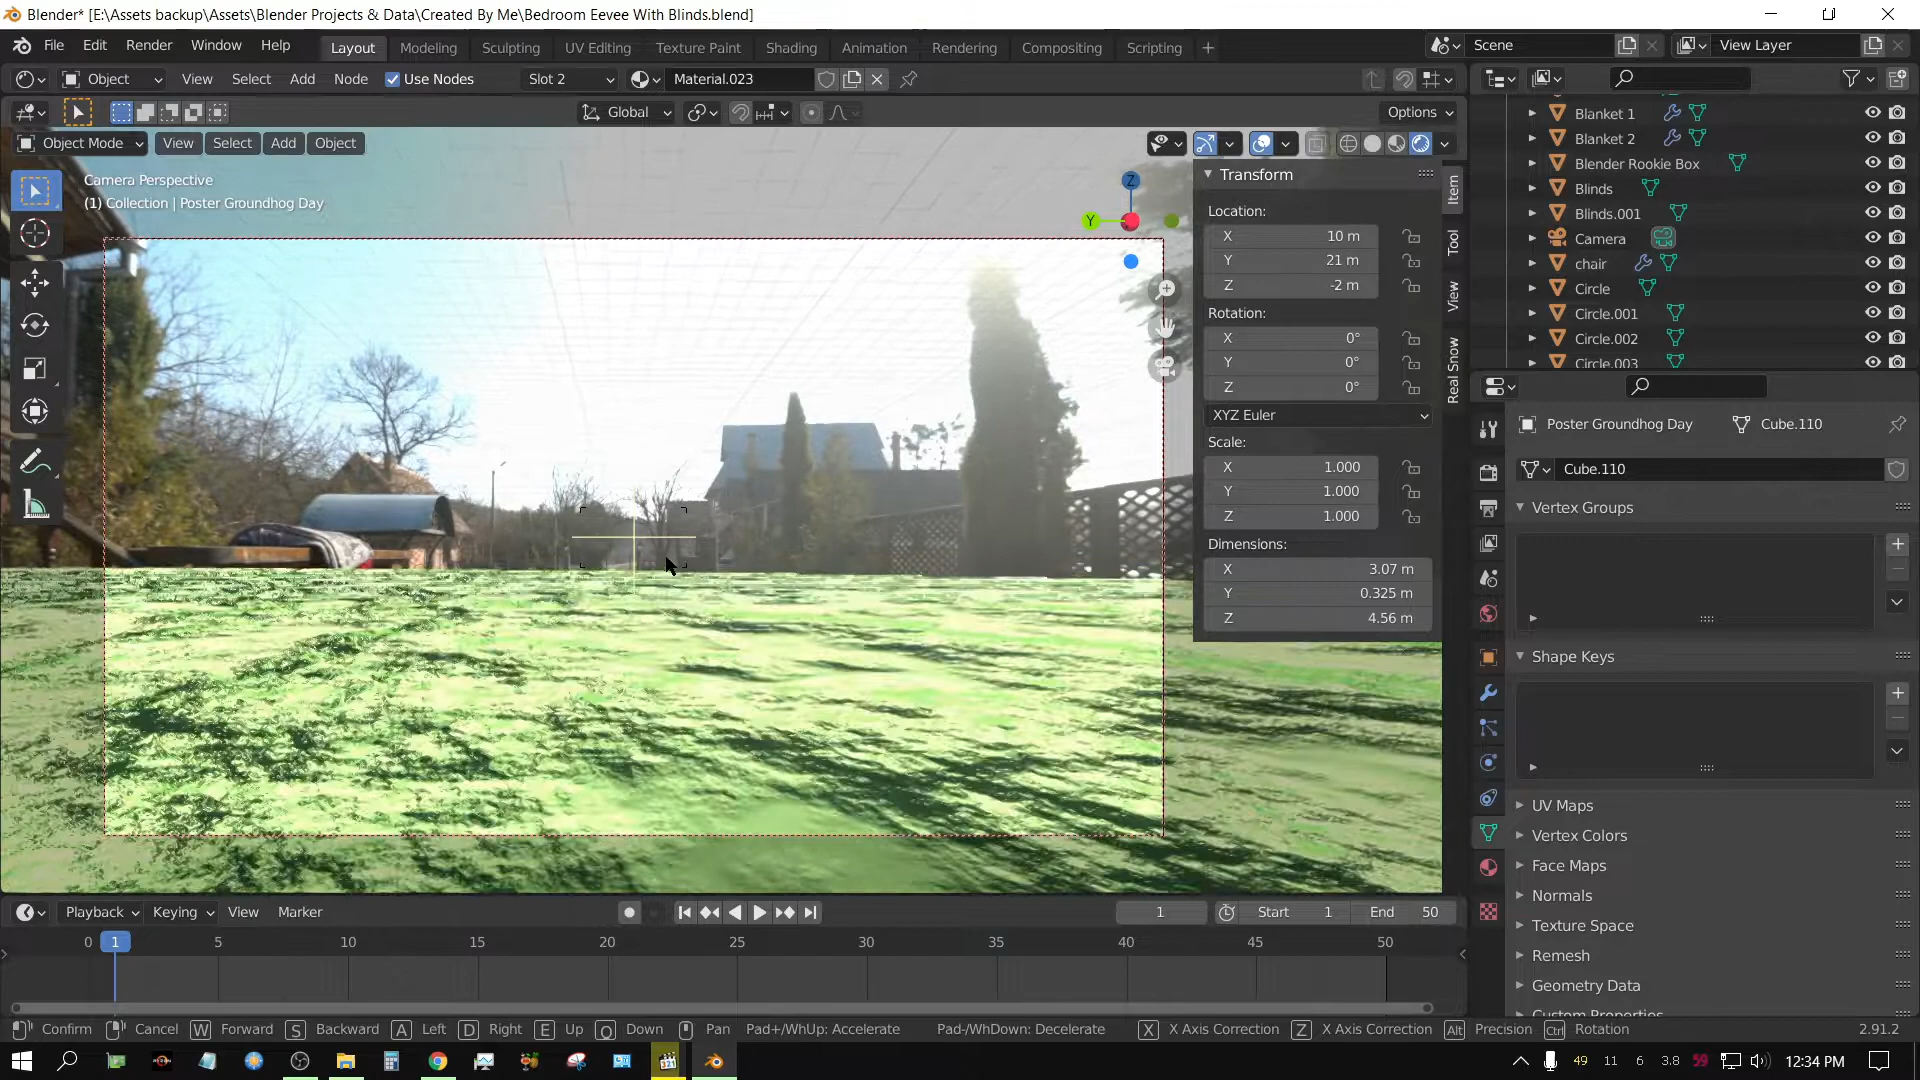 Blender* [E:\Assets backup\Assets\Blender Projects & Data\Created By Me\Bedroom Eevee With Blinds.blend]
File Edit Render Window Help Layout Modeling Sculpting UV Editing Texture Paint Shading Animation Rendering Compositing Scripting + Scene View Layer
Object View Select Add Node Use Nodes Slot 2 Material.023
Global Options
Object Mode View Select Add Object
Camera Perspective
(1) Collection | Poster Groundhog Day
Z
Y
Transform
Location:
X 10 m
Y 21 m
Z -2 m
Rotation:
X 0°
Y 0°
Z 0°
XYZ Euler
Scale:
X 1.000
Y 1.000
Z 1.000
Dimensions:
X 3.07 m
Y 0.325 m
Z 4.56 m
Item
Tool
View
Real Snow
Blanket 1
Blanket 2
Blender Rookie Box
Blinds
Blinds.001
Camera
chair
Circle
Circle.001
Circle.002
Circle.003
Poster Groundhog Day Cube.110
Cube.110
Vertex Groups
Shape Keys
UV Maps
Vertex Colors
Face Maps
Normals
Texture Space
Remesh
Geometry Data
Custom Properties
Playback Keying View Marker 1 Start 1 End 50
0 1 5 10 15 20 25 30 35 40 45 50
Confirm Cancel W Forward S Backward A Left D Right E Up Q Down Pan Pad+/WhUp: Accelerate Pad-/WhDown: Decelerate X X Axis Correction Z X Axis Correction Alt Precision Ctrl Rotation 2.91.2
49 11 6 3.8 59 12:34 PM